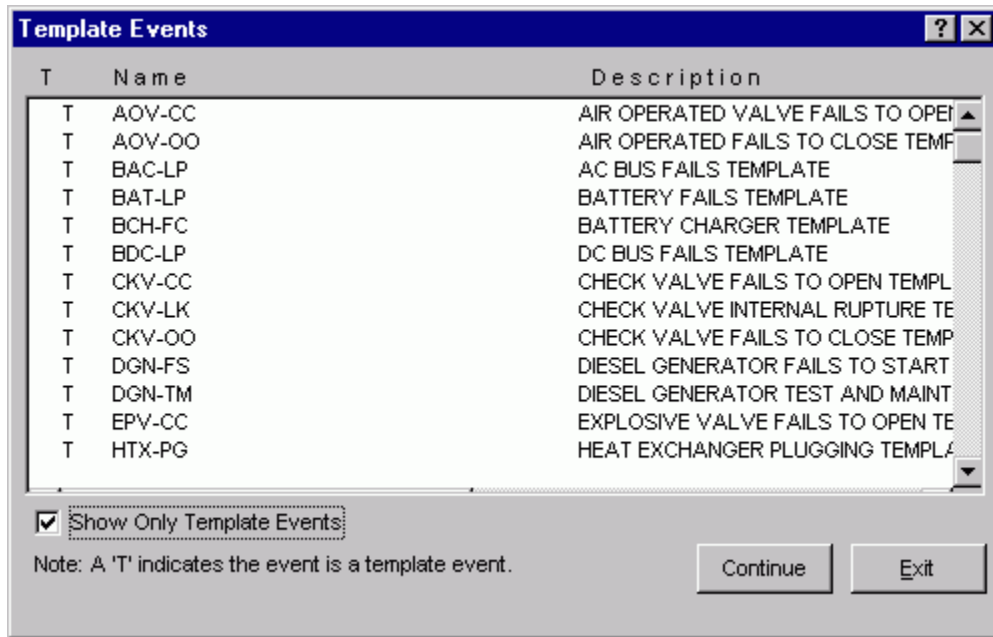 Template Events
T Name Description
T AOV-CC AIR OPERATED VALVE FAILS TO OPEN
T AOV-OO AIR OPERATED FAILS TO CLOSE TEMP
T BAC-LP AC BUS FAILS TEMPLATE
T BAT-LP BATTERY FAILS TEMPLATE
T BCH-FC BATTERY CHARGER TEMPLATE
T BDC-LP DC BUS FAILS TEMPLATE
T CKV-CC CHECK VALVE FAILS TO OPEN TEMPL
T CKV-LK CHECK VALVE INTERNAL RUPTURE TE
T CKV-OO CHECK VALVE FAILS TO CLOSE TEMP
T DGN-FS DIESEL GENERATOR FAILS TO START
T DGN-TM DIESEL GENERATOR TEST AND MAINT
T EPV-CC EXPLOSIVE VALVE FAILS TO OPEN TE
T HTX-PG HEAT EXCHANGER PLUGGING TEMPLA
Show Only Template Events
Note: A 'T' indicates the event is a template event.
Continue Exit